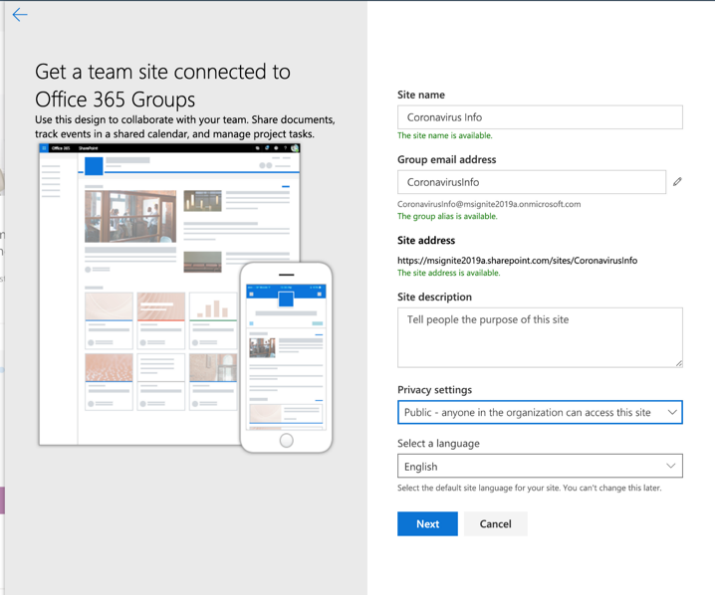 Get a team site connected to
Office 365 Groups
Use this design to collaborate with your team. Share documents,
track events in a shared calendar, and manage project tasks.
Office 365 SharePoint
Site name
Coronavirus Info
The site name is available.
Group email address
CoronavirusInfo
CoronavirusInfo@msignite2019a.onmicrosoft.com
The group alias is available.
Site address
https://msignite2019a.sharepoint.com/sites/CoronavirusInfo
The site address is available.
Site description
Tell people the purpose of this site
Privacy settings
Public - anyone in the organization can access this site
Select a language
English
Select the default site language for your site. You can't change this later.
Next
Cancel